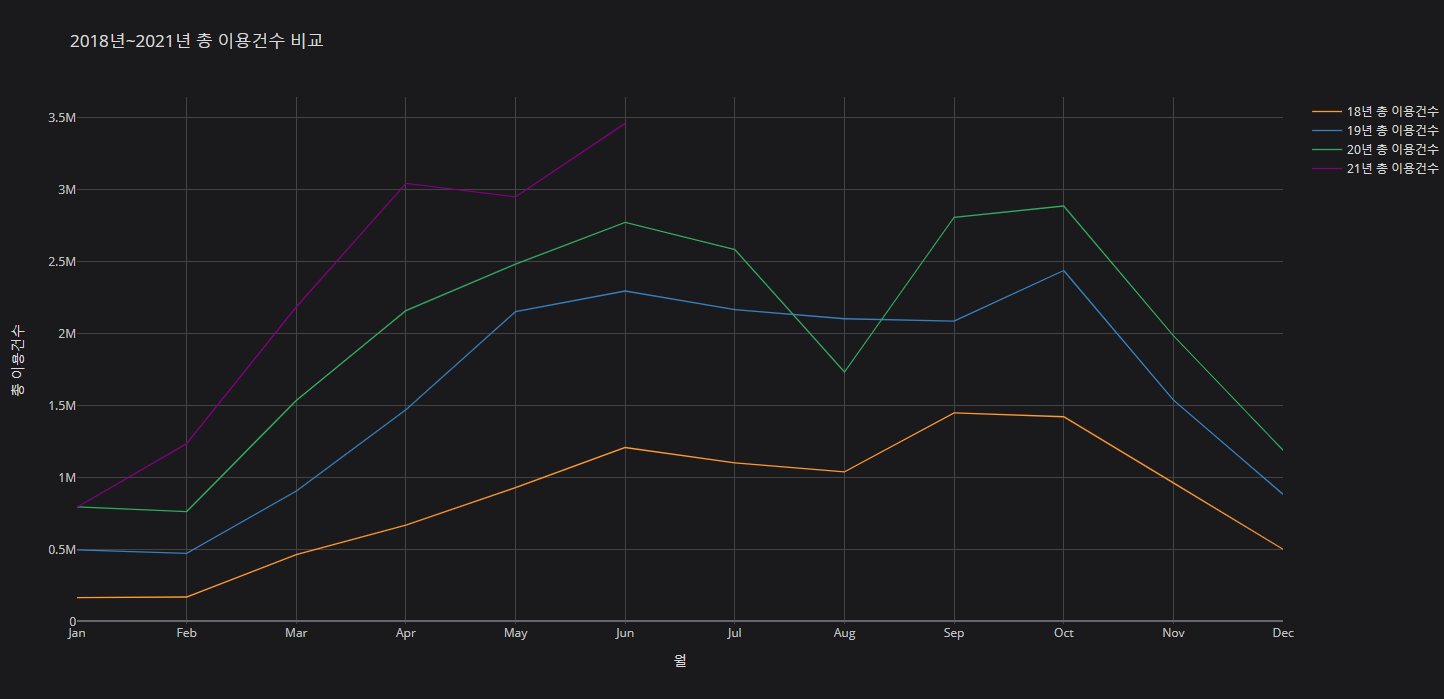 2018년~2021년 총 이용건수 비교
18년 총 이용건수
19년 총 이용건수
20년 총 이용건수
21년 총 이용건수
3.5M
3M
2.5M
2M
1.5M
1M
0.5M
0
총 이용건수
Jan Feb Mar Apr May Jun Jul Aug Sep Oct Nov Dec
월